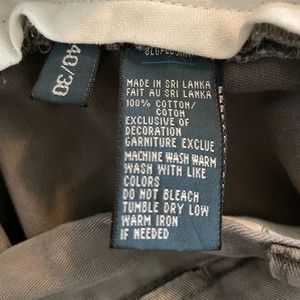 40/30
MADE IN SRI LANKA
FAIT AU SRI LANKA
100% COTTON/
COTON
EXCLUSIVE OF
DECORATION
GARNITURE EXCLUE
MACHINE WASH WARM
WASH WITH LIKE
COLORS
DO NOT BLEACH
TUMBLE DRY LOW
WARM IRON
IF NEEDED